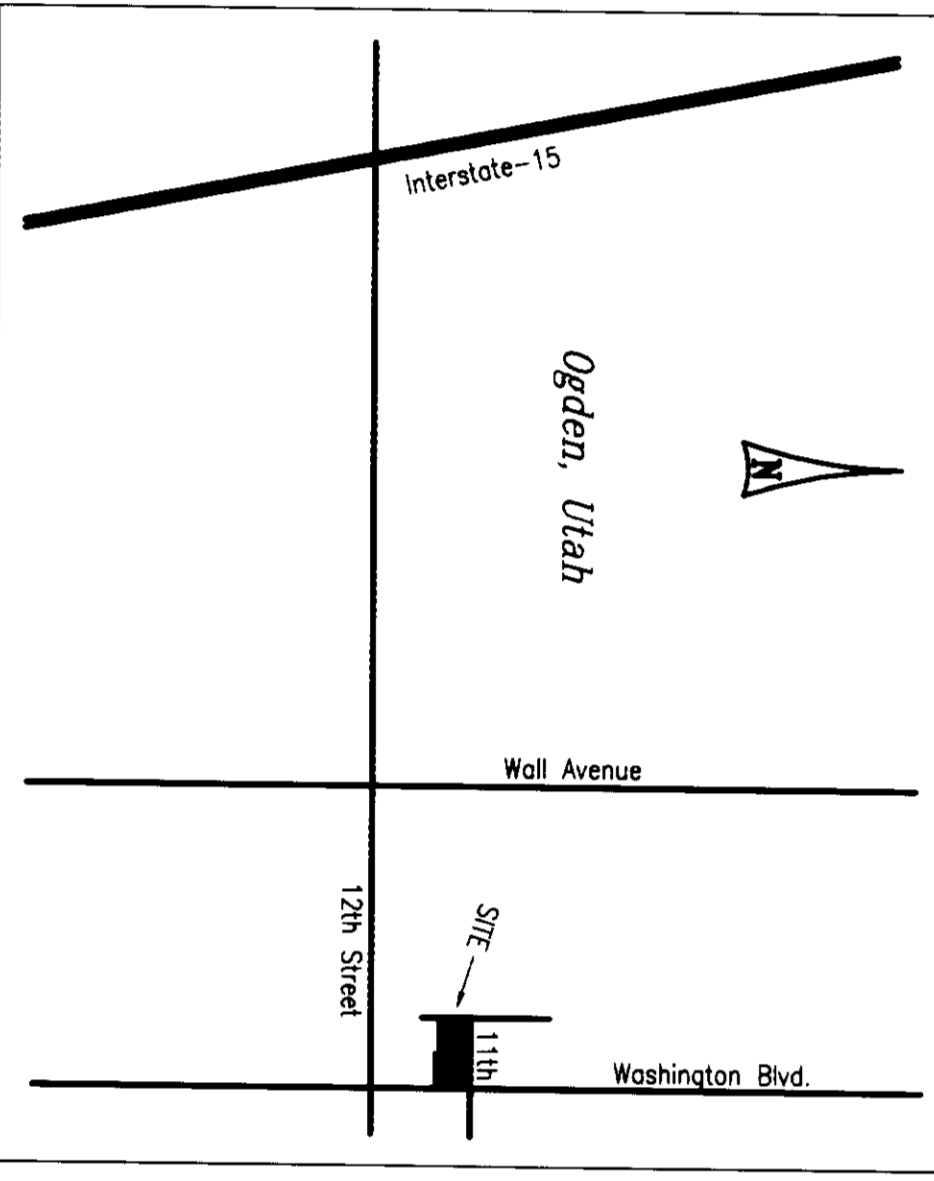 Interstate-15
Ogden, Utah
N
Wall Avenue
12th Street
SITE
11th
Washington Blvd.